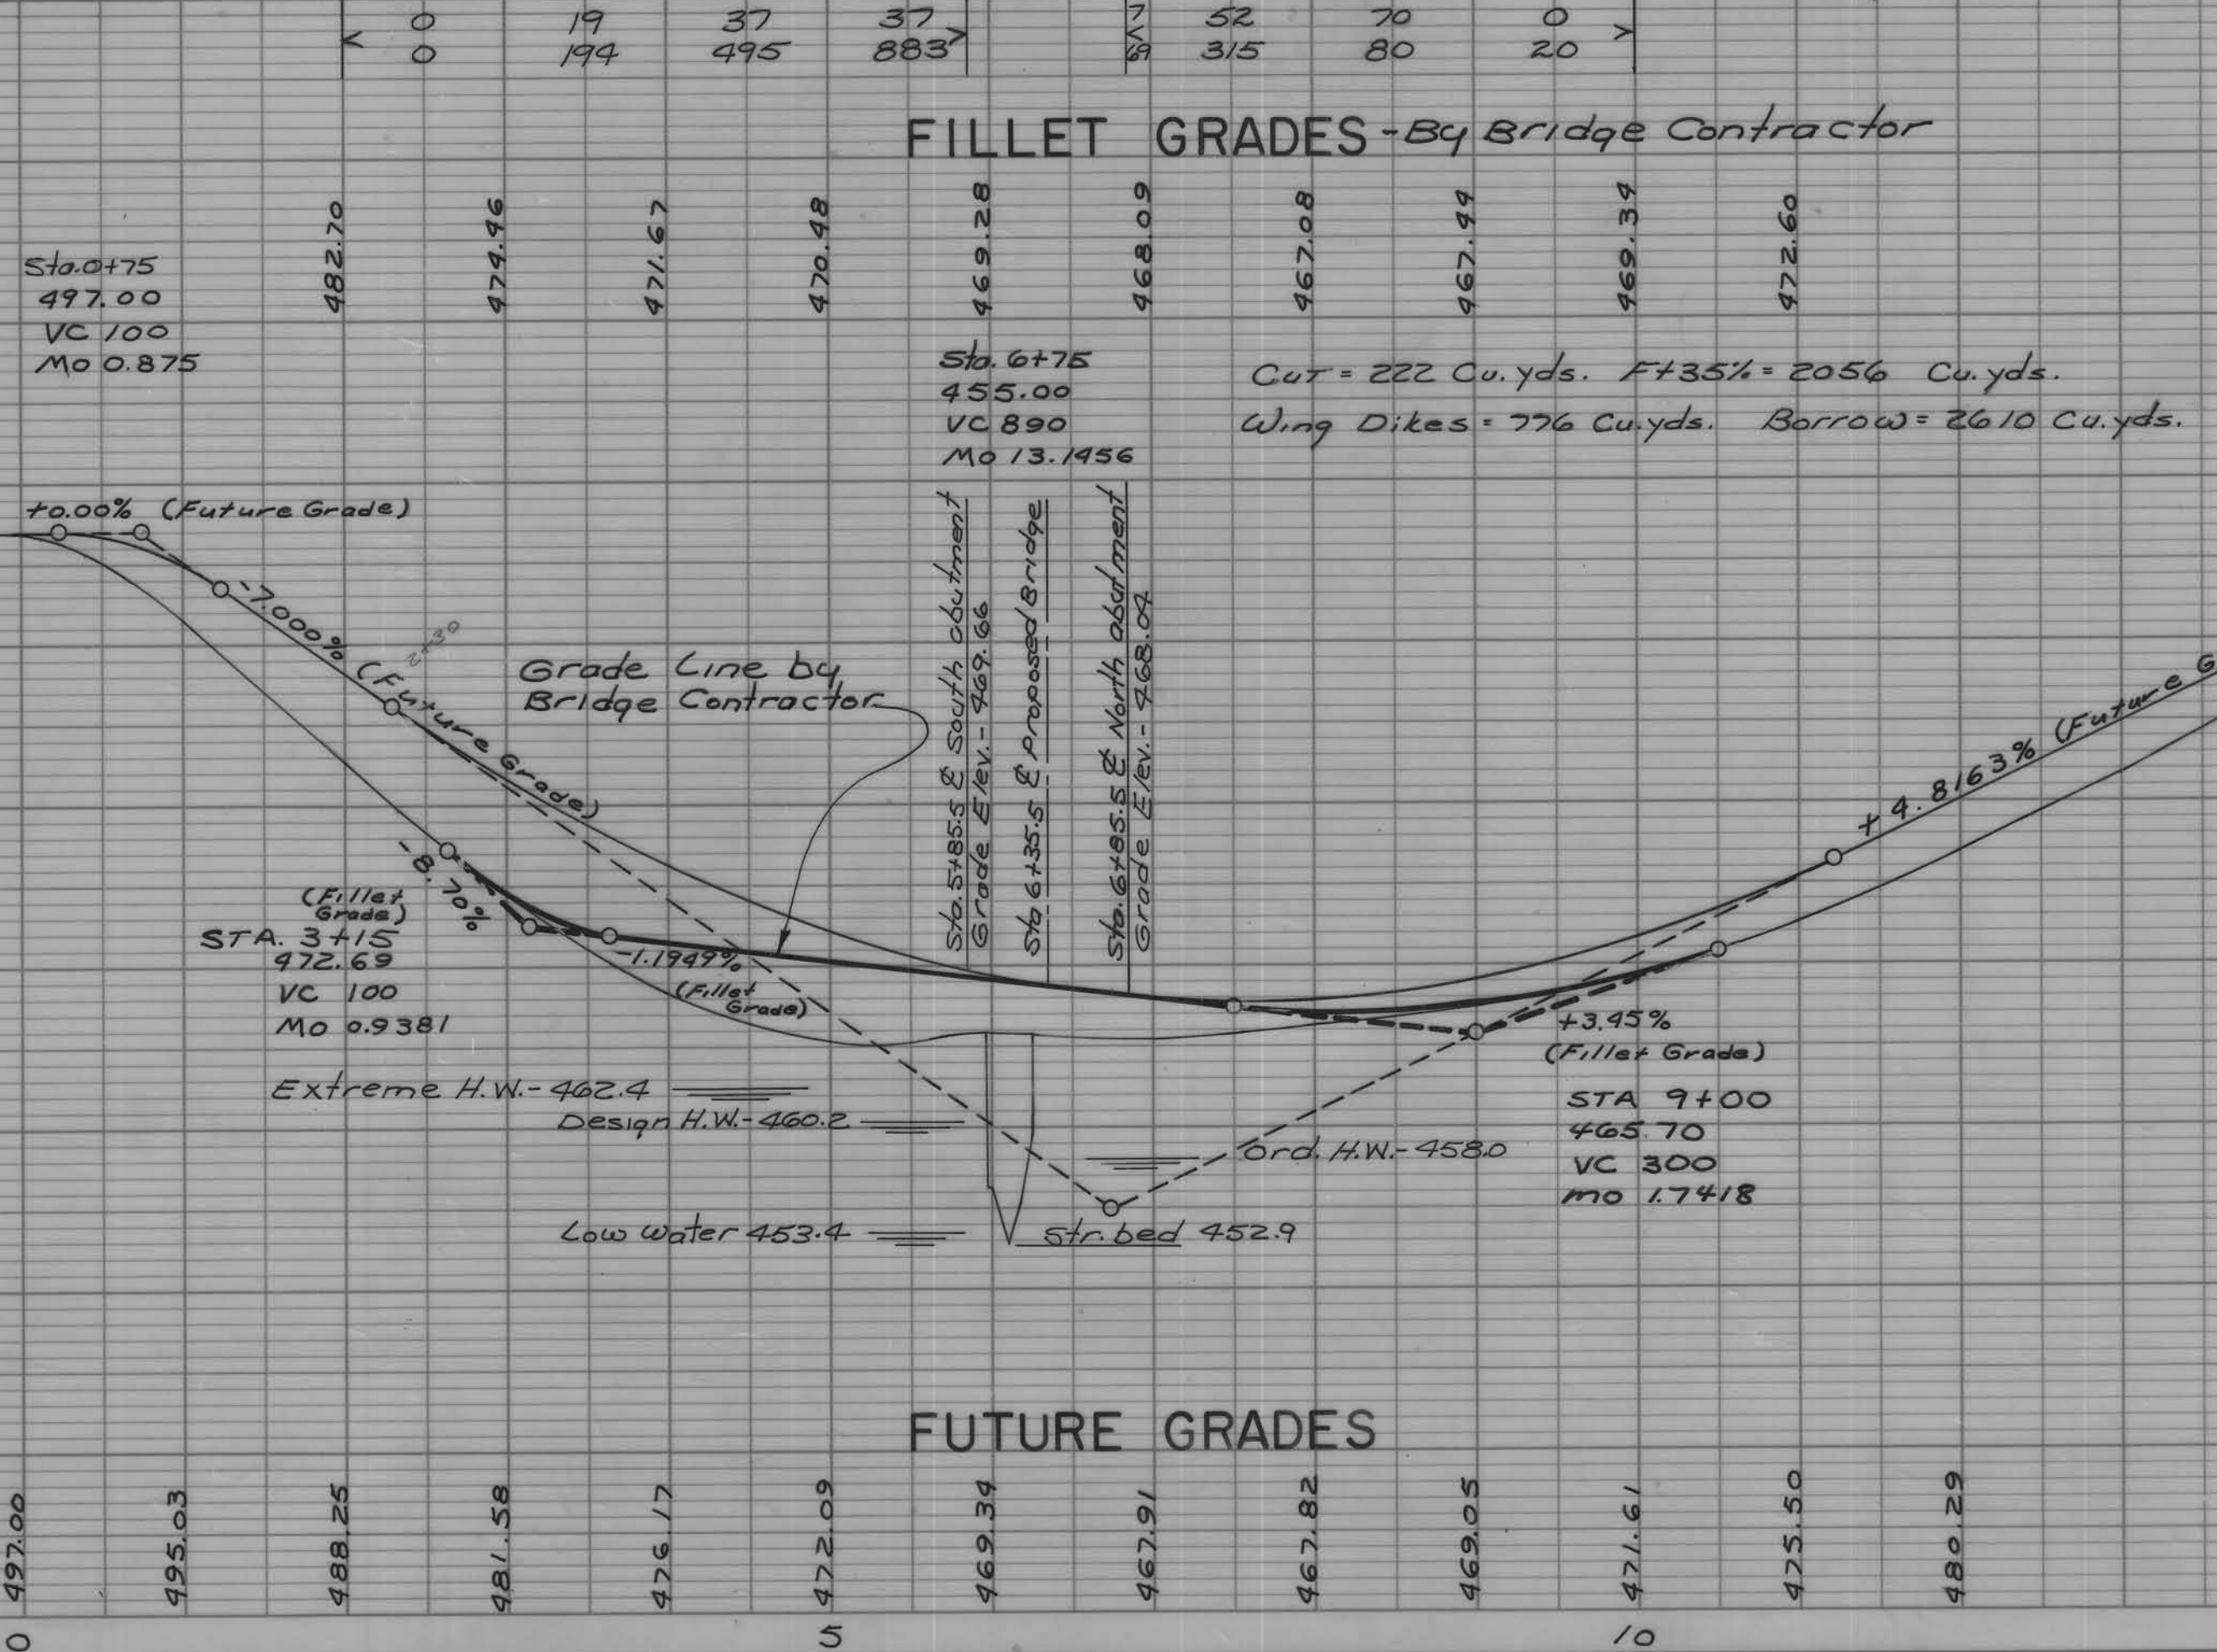 0 19 37 37 7 52 70 0
0 194 495 883 69 315 80 20
FILLET GRADES - By Bridge Contractor
482.70 474.46 471.67 470.48 469.28 468.09 467.08 467.44 469.34 472.60
Sta. 0+75
497.00
VC 100
Mo 0.875
Sta. 6+75
455.00
VC 890
Mo 13.1456
Cut = 222 Cu. yds. F+35% = 2056 Cu. yds.
Wing Dikes = 776 Cu. yds. Borrow = 2610 Cu. yds.
+0.00% (Future Grade)
-7.000% (Future Grade)
2+30
Grade Line by
Bridge Contractor
Sta. 5+85.5 ℄ South abutment
Grade Elev.- 469.66
Sta 6+35.5 ℄ Proposed Bridge
Sta. 6+85.5 ℄ North abutment
Grade Elev.- 468.04
+4.8163% (Future G
-8.70%
(Fillet
Grade)
STA. 3+15
472.69
VC 100
Mo 0.9381
-1.1949%
(Fillet
Grade)
+3.45%
(Fillet Grade)
STA 9+00
465.70
VC 300
mo 1.7418
Extreme H.W.- 462.4
Design H.W.- 460.2
Ord. H.W.- 458.0
Low Water 453.4
Str. bed 452.9
FUTURE GRADES
497.00 495.03 488.25 481.58 476.17 472.09 469.34 467.91 467.82 469.05 471.61 475.50 480.29
0 5 10